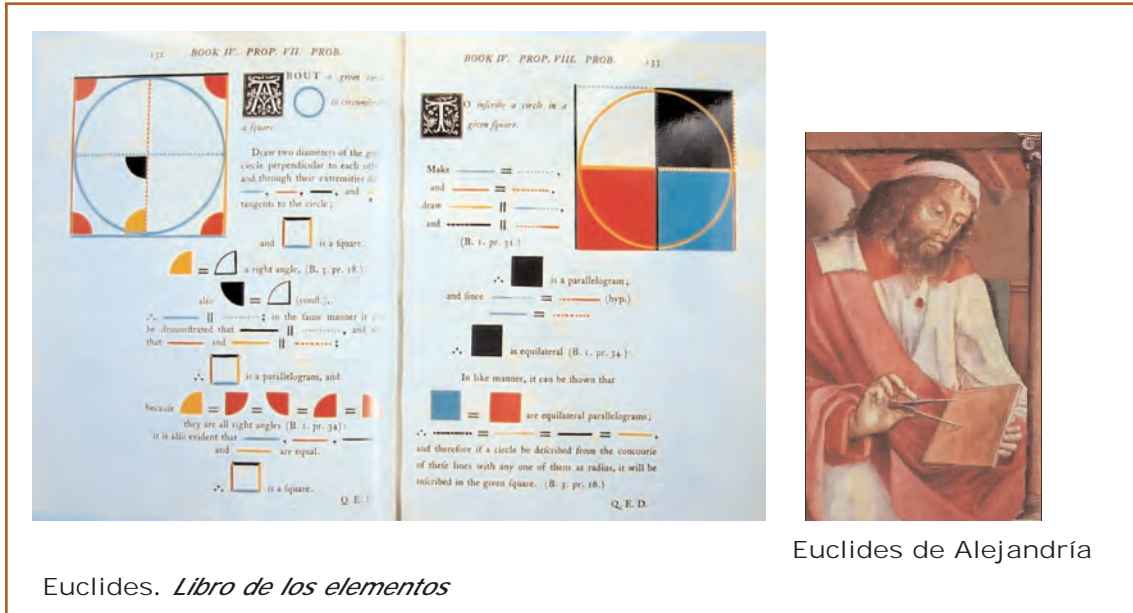 132 BOOK IV. PROP. VII. PROB.
ABOUT a given
is
a ſquare.
Draw two diameters of the
circle perpendicular to each
and through their extremities
, , , and
tangents to the circle;
and is a ſquare.
= a right angle, (B. 3. pr. 18.)
alſo = (conſt.),
∴ || ; in the ſame manner it
be demonſtrated that || , and
that and || ;
∴ is a parallelogram, and
becauſe = = = =
they are all right angles (B. 1. pr. 34):
it is alſo evident that , ,
and are equal.
∴ is a ſquare.
Q. E.
BOOK IV. PROP. VIII. PROB. 133
TO inſcribe a circle in a
given ſquare.
Make = ,
and = ,
draw || ,
and ||
(B. 1. pr. 31.)
∴ is a parallelogram;
and ſince = (hyp.)
=
∴ is equilateral (B. 1. pr. 34.)
In like manner, it can be ſhown that
= are equilateral parallelograms;
∴ = = = ,
and therefore if a circle be deſcribed from the concourſe
of theſe lines with any one of them as radius, it will be
inſcribed in the given ſquare. (B. 3. pr. 16.)
Q. E. D.
Euclides de Alejandría
Euclides. Libro de los elementos